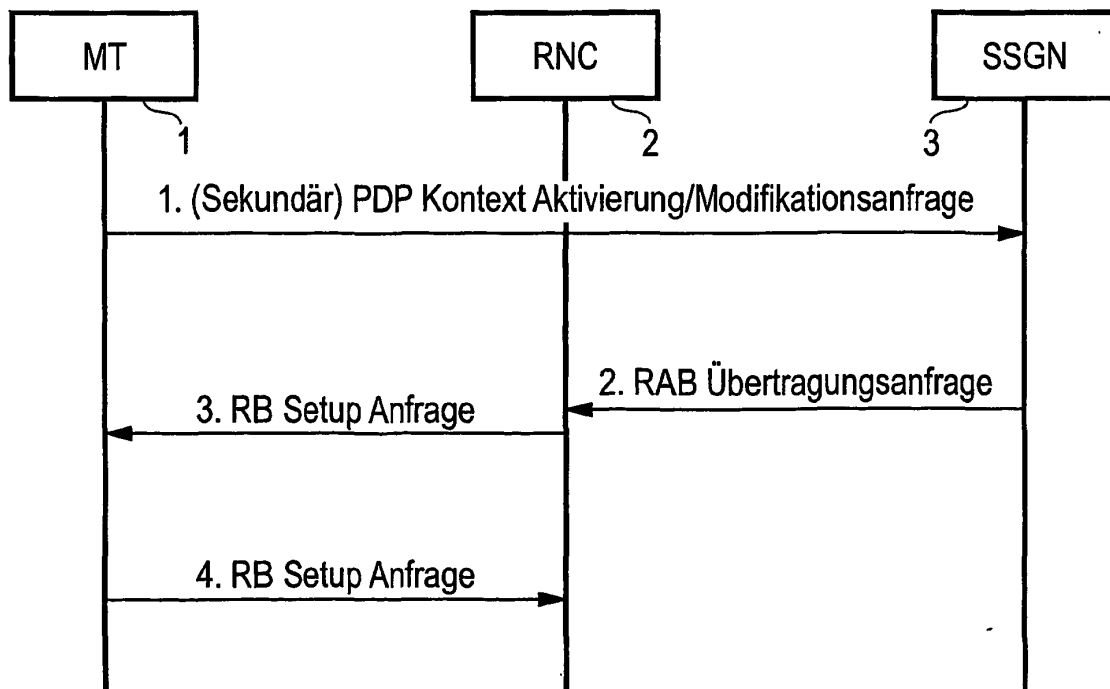 MT
RNC
SSGN
1
2
3
1. (Sekundär) PDP Kontext Aktivierung/Modifikationsanfrage
2. RAB Übertragungsanfrage
3. RB Setup Anfrage
4. RB Setup Anfrage